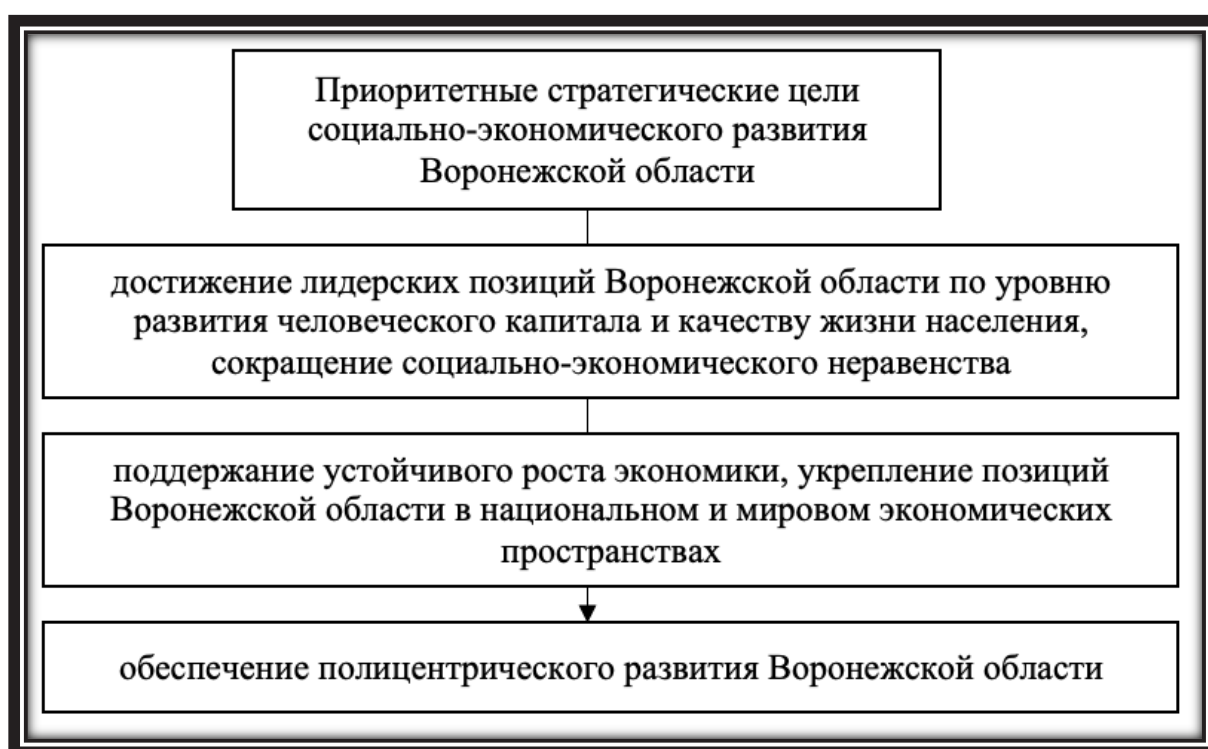 Приоритетные стратегические цели
социально-экономического развития
Воронежской области
достижение лидерских позиций Воронежской области по уровню
развития человеческого капитала и качеству жизни населения,
сокращение социально-экономического неравенства
поддержание устойчивого роста экономики, укрепление позиций
Воронежской области в национальном и мировом экономических
пространствах
обеспечение полицентрического развития Воронежской области